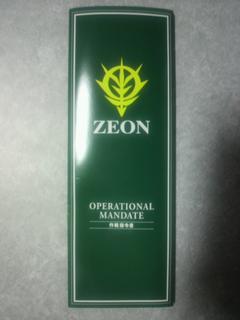 ZEON
OPERATIONAL
MANDATE
作戦指令書